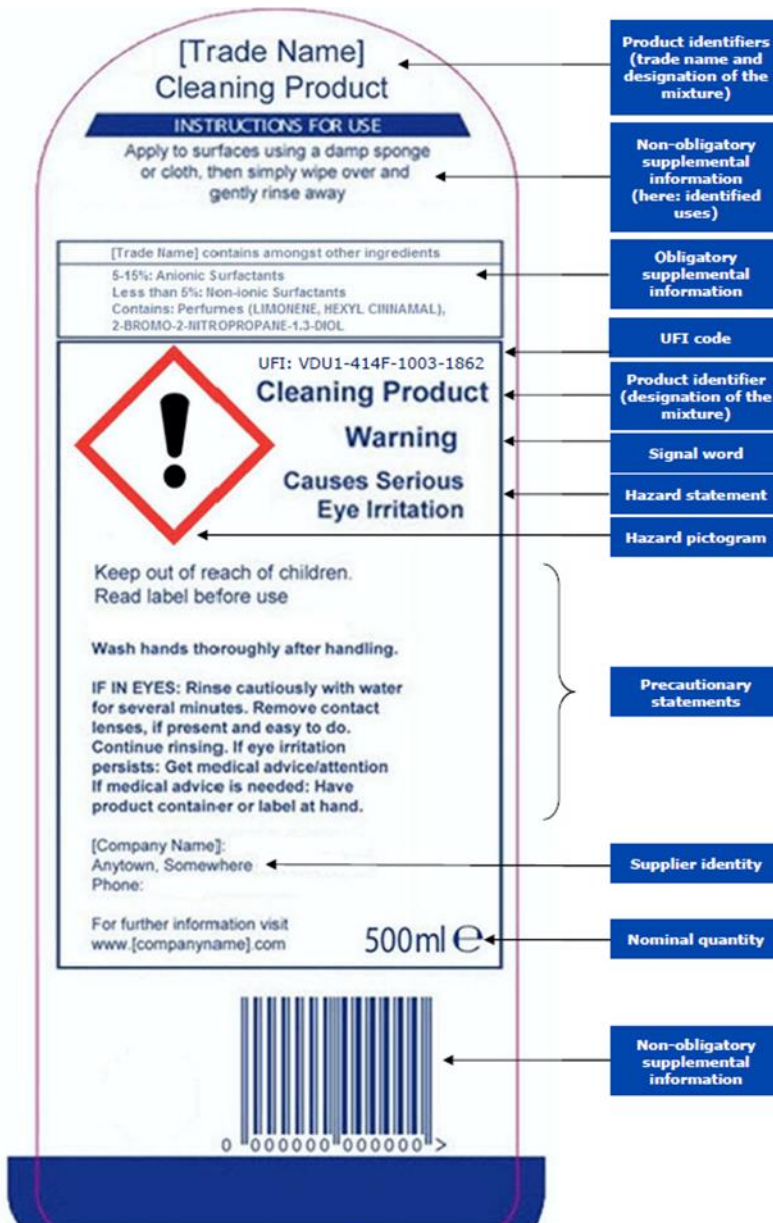 [Trade Name]
Cleaning Product
INSTRUCTIONS FOR USE
Apply to surfaces using a damp sponge
or cloth, then simply wipe over and
gently rinse away
[Trade Name] contains amongst other ingredients
5-15%: Anionic Surfactants
Less than 5%: Non-ionic Surfactants
Contains: Perfumes (LIMONENE, HEXYL CINNAMAL),
2-BROMO-2-NITROPROPANE-1.3-DIOL
UFI: VDU1-414F-1003-1862
Cleaning Product
Warning
Causes Serious
Eye Irritation
Keep out of reach of children.
Read label before use
Wash hands thoroughly after handling.
IF IN EYES: Rinse cautiously with water
for several minutes. Remove contact
lenses, if present and easy to do.
Continue rinsing. If eye irritation
persists: Get medical advice/attention
If medical advice is needed: Have
product container or label at hand.
[Company Name]:
Anytown, Somewhere
Phone:
For further information visit
www.[companyname].com
500ml ℮
0 000000 000000 >
Product identifiers
(trade name and
designation of the
mixture)
Non-obligatory
supplemental
information
(here: identified
uses)
Obligatory
supplemental
information
UFI code
Product identifier
(designation of the
mixture)
Signal word
Hazard statement
Hazard pictogram
Precautionary
statements
Supplier identity
Nominal quantity
Non-obligatory
supplemental
information